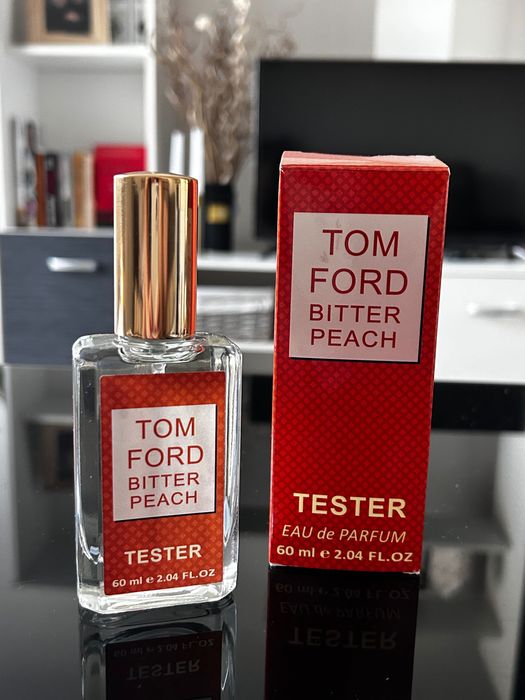 TOM
FORD
BITTER
PEACH
TESTER
60 ml e 2.04 FL.OZ
TOM
FORD
BITTER
PEACH
TESTER
EAU de PARFUM
60 ml e 2.04 FL.OZ